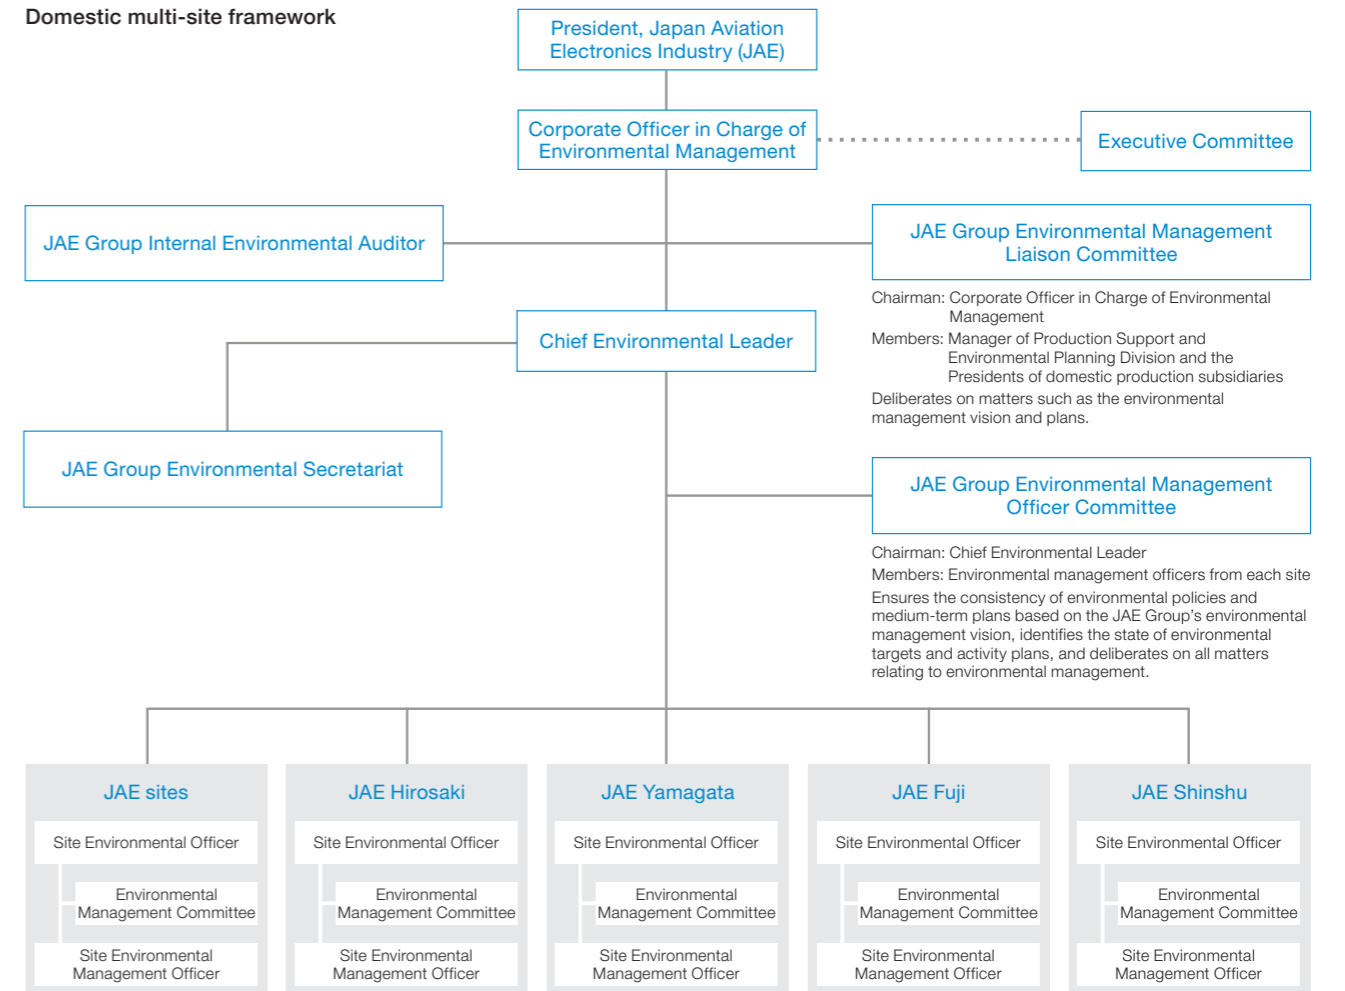 Domestic multi-site framework
President, Japan Aviation
Electronics Industry (JAE)
Corporate Officer in Charge of
Environmental Management
Executive Committee
JAE Group Internal Environmental Auditor
JAE Group Environmental Management
Liaison Committee
Chairman: Corporate Officer in Charge of Environmental
Management
Members: Manager of Production Support and
Environmental Planning Division and the
Presidents of domestic production subsidiaries
Deliberates on matters such as the environmental
management vision and plans.
Chief Environmental Leader
JAE Group Environmental Secretariat
JAE Group Environmental Management
Officer Committee
Chairman: Chief Environmental Leader
Members: Environmental management officers from each site
Ensures the consistency of environmental policies and
medium-term plans based on the JAE Group’s environmental
management vision, identifies the state of environmental
targets and activity plans, and deliberates on all matters
relating to environmental management.
JAE sites
Site Environmental Officer
Environmental
Management Committee
Site Environmental
Management Officer
JAE Hirosaki
Site Environmental Officer
Environmental
Management Committee
Site Environmental
Management Officer
JAE Yamagata
Site Environmental Officer
Environmental
Management Committee
Site Environmental
Management Officer
JAE Fuji
Site Environmental Officer
Environmental
Management Committee
Site Environmental
Management Officer
JAE Shinshu
Site Environmental Officer
Environmental
Management Committee
Site Environmental
Management Officer